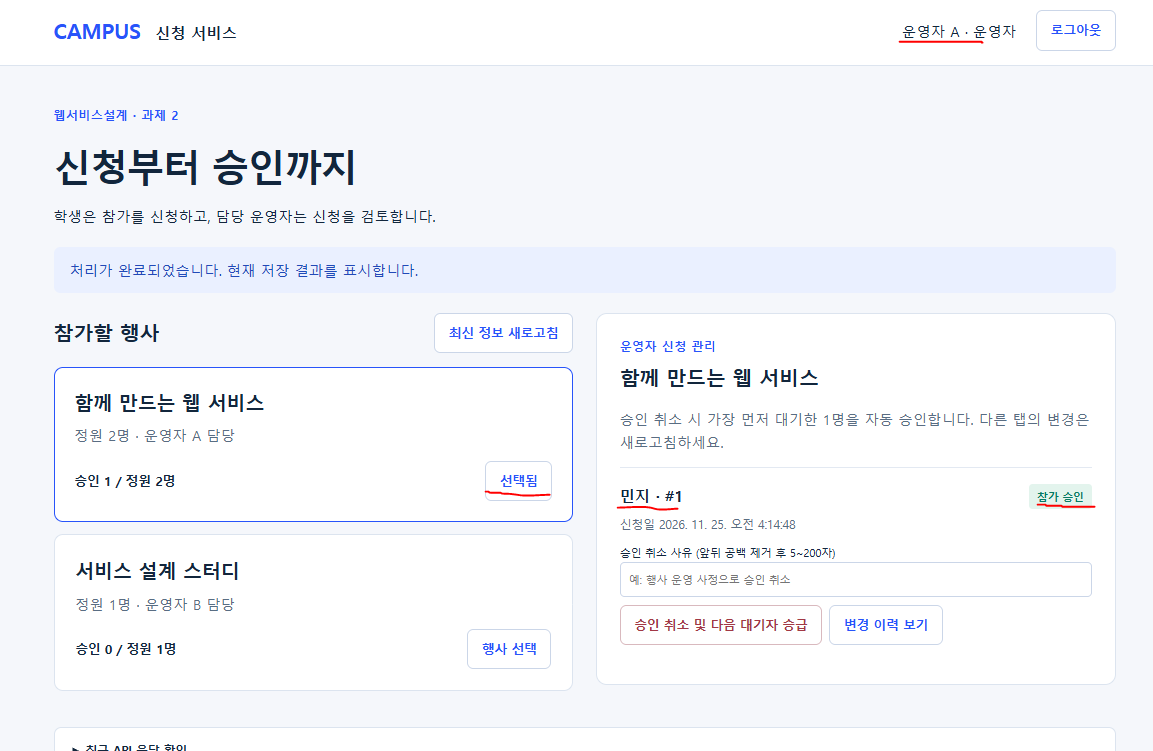 CAMPUS 신청 서비스
운영자 A · 운영자
로그아웃
웹서비스설계 · 과제 2
신청부터 승인까지
학생은 참가를 신청하고, 담당 운영자는 신청을 검토합니다.
처리가 완료되었습니다. 현재 저장 결과를 표시합니다.
참가할 행사
최신 정보 새로고침
함께 만드는 웹 서비스
정원 2명 · 운영자 A 담당
승인 1 / 정원 2명
선택됨
서비스 설계 스터디
정원 1명 · 운영자 B 담당
승인 0 / 정원 1명
행사 선택
운영자 신청 관리
함께 만드는 웹 서비스
승인 취소 시 가장 먼저 대기한 1명을 자동 승인합니다. 다른 탭의 변경은
새로고침하세요.
민지 · #1
참가 승인
신청일 2026. 11. 25. 오전 4:14:48
승인 취소 사유 (앞뒤 공백 제거 후 5~200자)
예: 행사 운영 사정으로 승인 취소
승인 취소 및 다음 대기자 승급
변경 이력 보기
▶ 최근 API 응답 확인